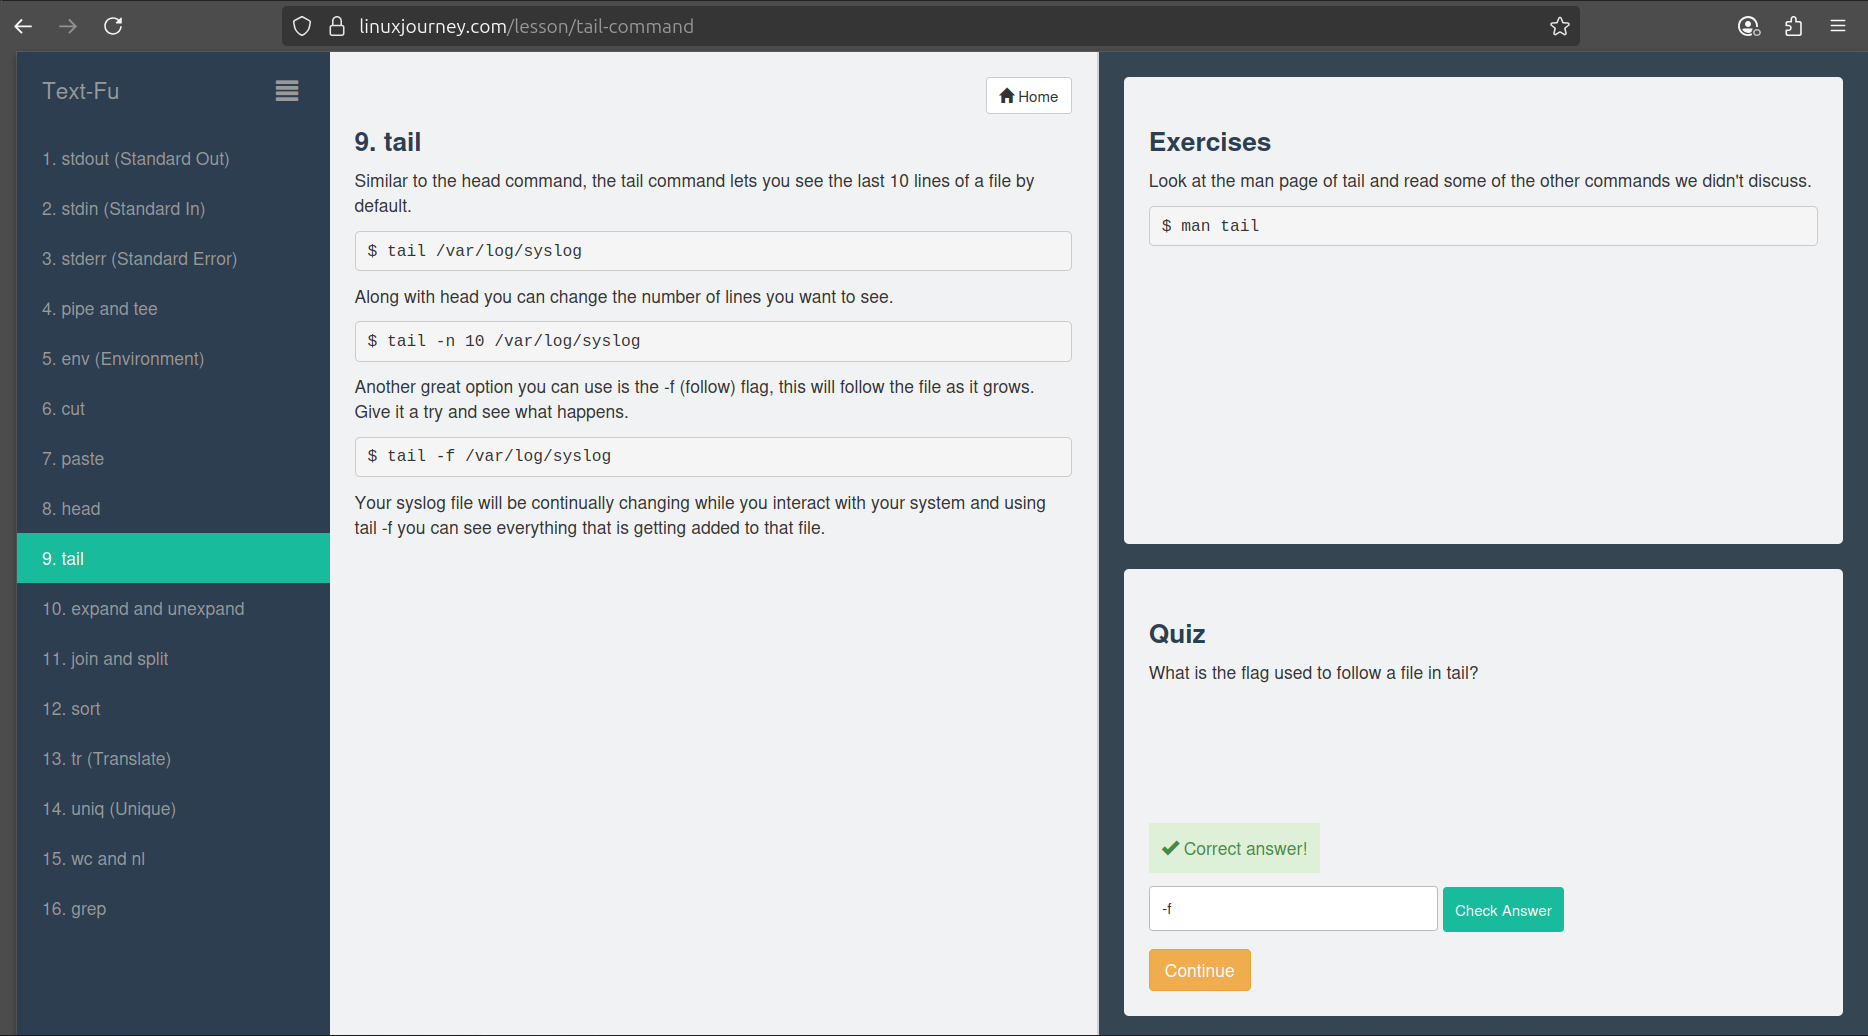 linuxjourney.com/lesson/tail-command
Text-Fu
1. stdout (Standard Out)
2. stdin (Standard In)
3. stderr (Standard Error)
4. pipe and tee
5. env (Environment)
6. cut
7. paste
8. head
9. tail
10. expand and unexpand
11. join and split
12. sort
13. tr (Translate)
14. uniq (Unique)
15. wc and nl
16. grep
Home
9. tail
Similar to the head command, the tail command lets you see the last 10 lines of a file by
default.
$ tail /var/log/syslog
Along with head you can change the number of lines you want to see.
$ tail -n 10 /var/log/syslog
Another great option you can use is the -f (follow) flag, this will follow the file as it grows.
Give it a try and see what happens.
$ tail -f /var/log/syslog
Your syslog file will be continually changing while you interact with your system and using
tail -f you can see everything that is getting added to that file.
Exercises
Look at the man page of tail and read some of the other commands we didn't discuss.
$ man tail
Quiz
What is the flag used to follow a file in tail?
Correct answer!
-f
Check Answer
Continue